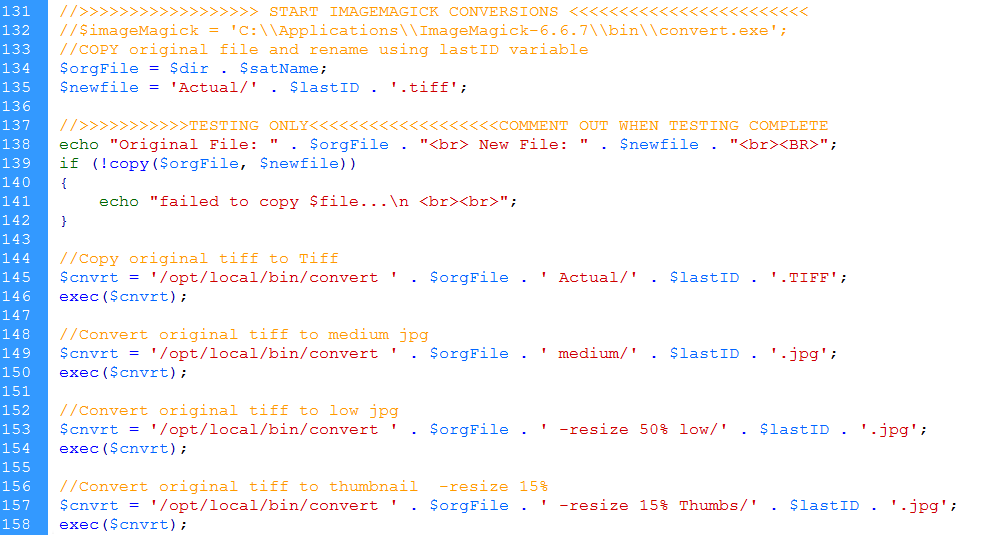 131 //>>>>>>>>>>>>>>>>>> START IMAGEMAGICK CONVERSIONS <<<<<<<<<<<<<<<<<<<<<<<<
132 //$imageMagick = 'C:\\Applications\\ImageMagick-6.6.7\\bin\\convert.exe';
133 //COPY original file and rename using lastID variable
134 $orgFile = $dir . $satName;
135 $newfile = 'Actual/' . $lastID . '.tiff';
136
137 //>>>>>>>>>>>TESTING ONLY<<<<<<<<<<<<<<<<<<<COMMENT OUT WHEN TESTING COMPLETE
138 echo "Original File: " . $orgFile . "<br> New File: " . $newfile . "<br><BR>";
139 if (!copy($orgFile, $newfile))
140 {
141     echo "failed to copy $file...\n <br><br>";
142 }
143
144 //Copy original tiff to Tiff
145 $cnvrt = '/opt/local/bin/convert ' . $orgFile . ' Actual/' . $lastID . '.TIFF';
146 exec($cnvrt);
147
148 //Convert original tiff to medium jpg
149 $cnvrt = '/opt/local/bin/convert ' . $orgFile . ' medium/' . $lastID . '.jpg';
150 exec($cnvrt);
151
152 //Convert original tiff to low jpg
153 $cnvrt = '/opt/local/bin/convert ' . $orgFile . ' -resize 50% low/' . $lastID . '.jpg';
154 exec($cnvrt);
155
156 //Convert original tiff to thumbnail  -resize 15%
157 $cnvrt = '/opt/local/bin/convert ' . $orgFile . ' -resize 15% Thumbs/' . $lastID . '.jpg';
158 exec($cnvrt);